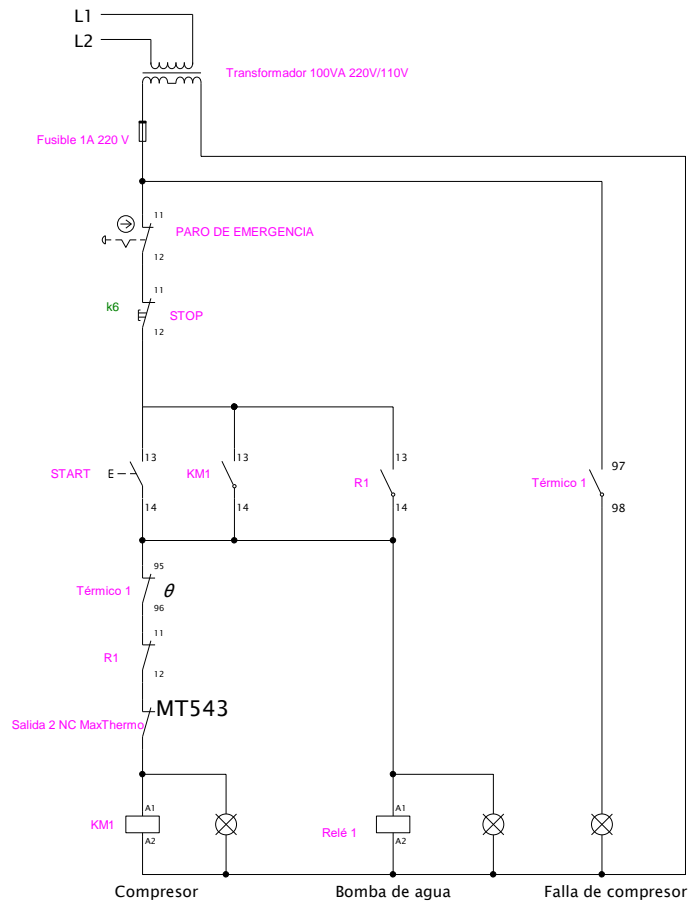 L1
L2
Transformador 100VA 220V/110V
Fusible 1A 220 V
11
PARO DE EMERGENCIA
12
11
k6
STOP
12
13
13
13
97
START
E
KM1
R1
Térmico 1
14
14
14
98
95
Térmico 1
θ
96
11
R1
12
MT543
Salida 2 NC MaxThermo
A1
A1
KM1
Relé 1
A2
A2
Compresor
Bomba de agua
Falla de compresor